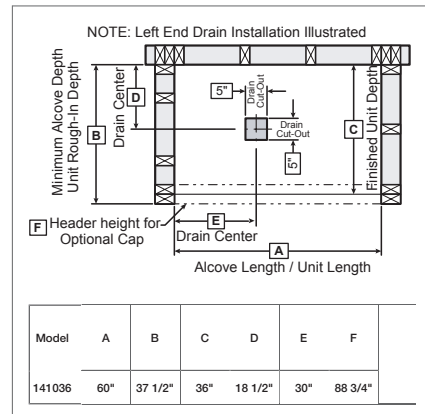 NOTE: Left End Drain Installation Illustrated
Minimum Alcove Depth
Unit Rough-In Depth
B
Drain Center
D
5"
Drain
Cut-Out
Drain
Cut-Out
5"
C
Finished Unit Depth
F Header height for
Optional Cap
E
Drain Center
A
Alcove Length / Unit Length
Model A B C D E F
141036 60" 37 1/2" 36" 18 1/2" 30" 88 3/4"